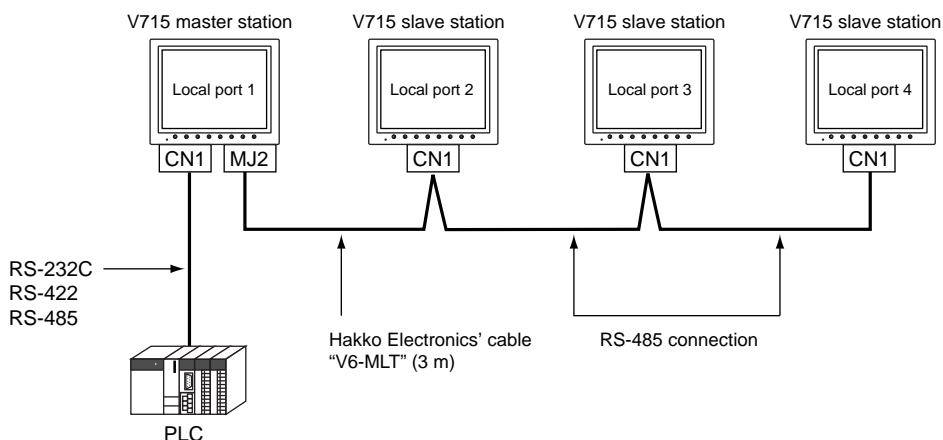 V715 master station
V715 slave station
V715 slave station
V715 slave station
Local port 1
Local port 2
Local port 3
Local port 4
CN1
MJ2
CN1
CN1
CN1
RS-232C
RS-422
RS-485
Hakko Electronics’ cable
“V6-MLT” (3 m)
RS-485 connection
PLC